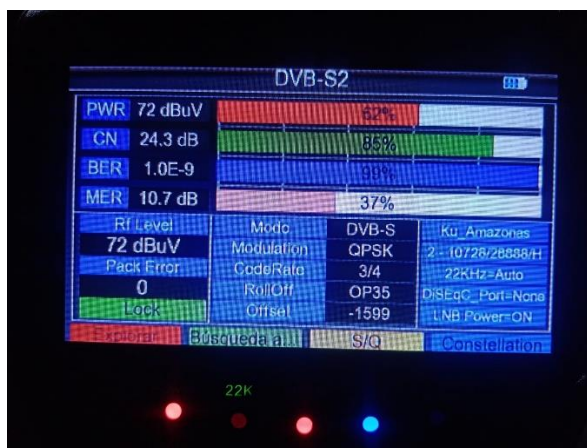 DVB-S2
PWR 72 dBuV 62%
CN 24.3 dB 85%
BER 1.0E-9 99%
MER 10.7 dB 37%
Rf Level Modo DVB-S Ku_Amazonas
72 dBuV Modulation QPSK 2 - 10728/28888/H
Pack Error CodeRate 3/4 22KHz=Auto
0 RollOff OP35 DiSEqC_Port=None
Lock Offset -1599 LNB Power=ON
Explorar Búsqueda al... S/Q Constellation
22K